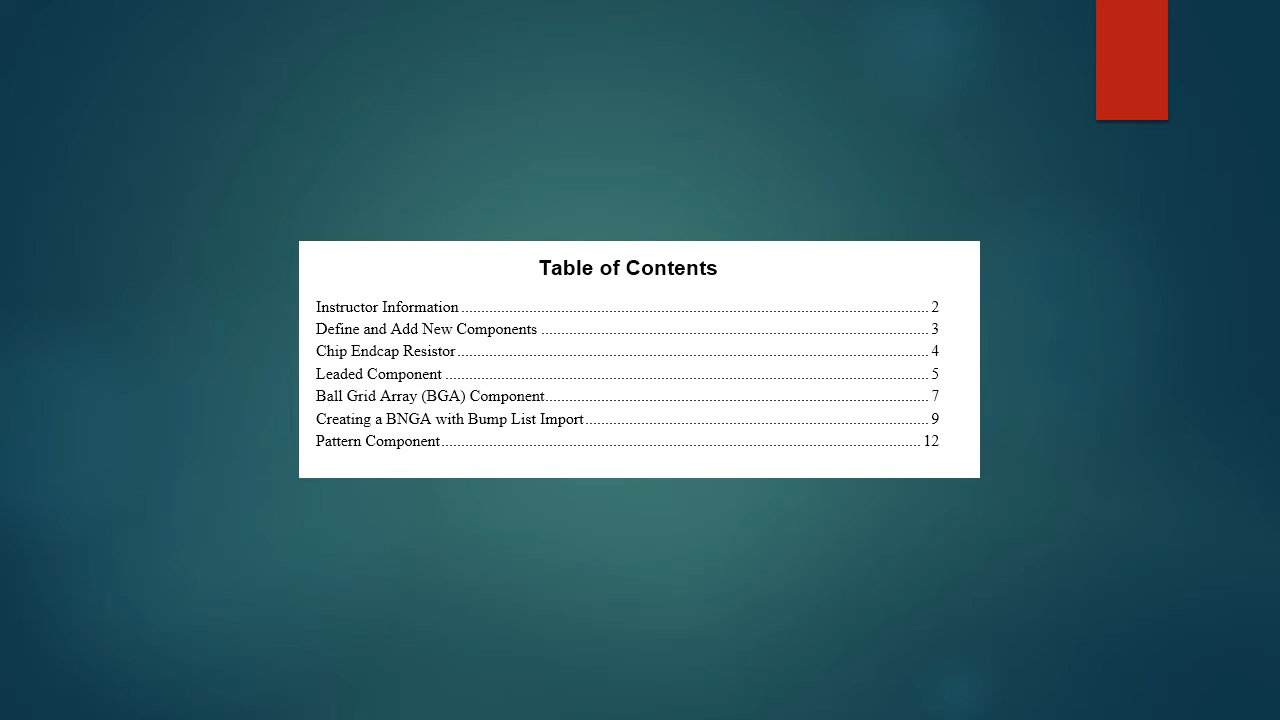 Table of Contents
Instructor Information ........................................................................................................................ 2
Define and Add New Components .................................................................................................... 3
Chip Endcap Resistor ......................................................................................................................... 4
Leaded Component ............................................................................................................................ 5
Ball Grid Array (BGA) Component ................................................................................................... 7
Creating a BNGA with Bump List Import ......................................................................................... 9
Pattern Component ........................................................................................................................... 12